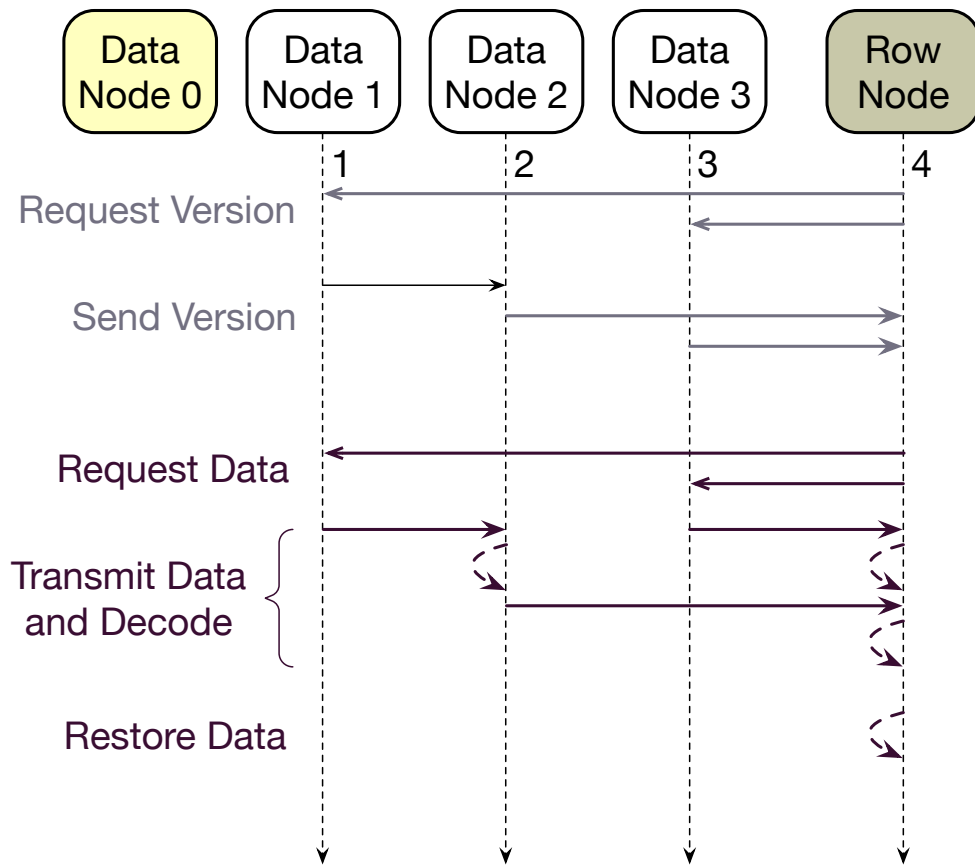 Data
Node 0
Data
Node 1
Data
Node 2
Data
Node 3
Row
Node
1
2
3
4
Request Version
Send Version
Request Data
Transmit Data
and Decode
Restore Data